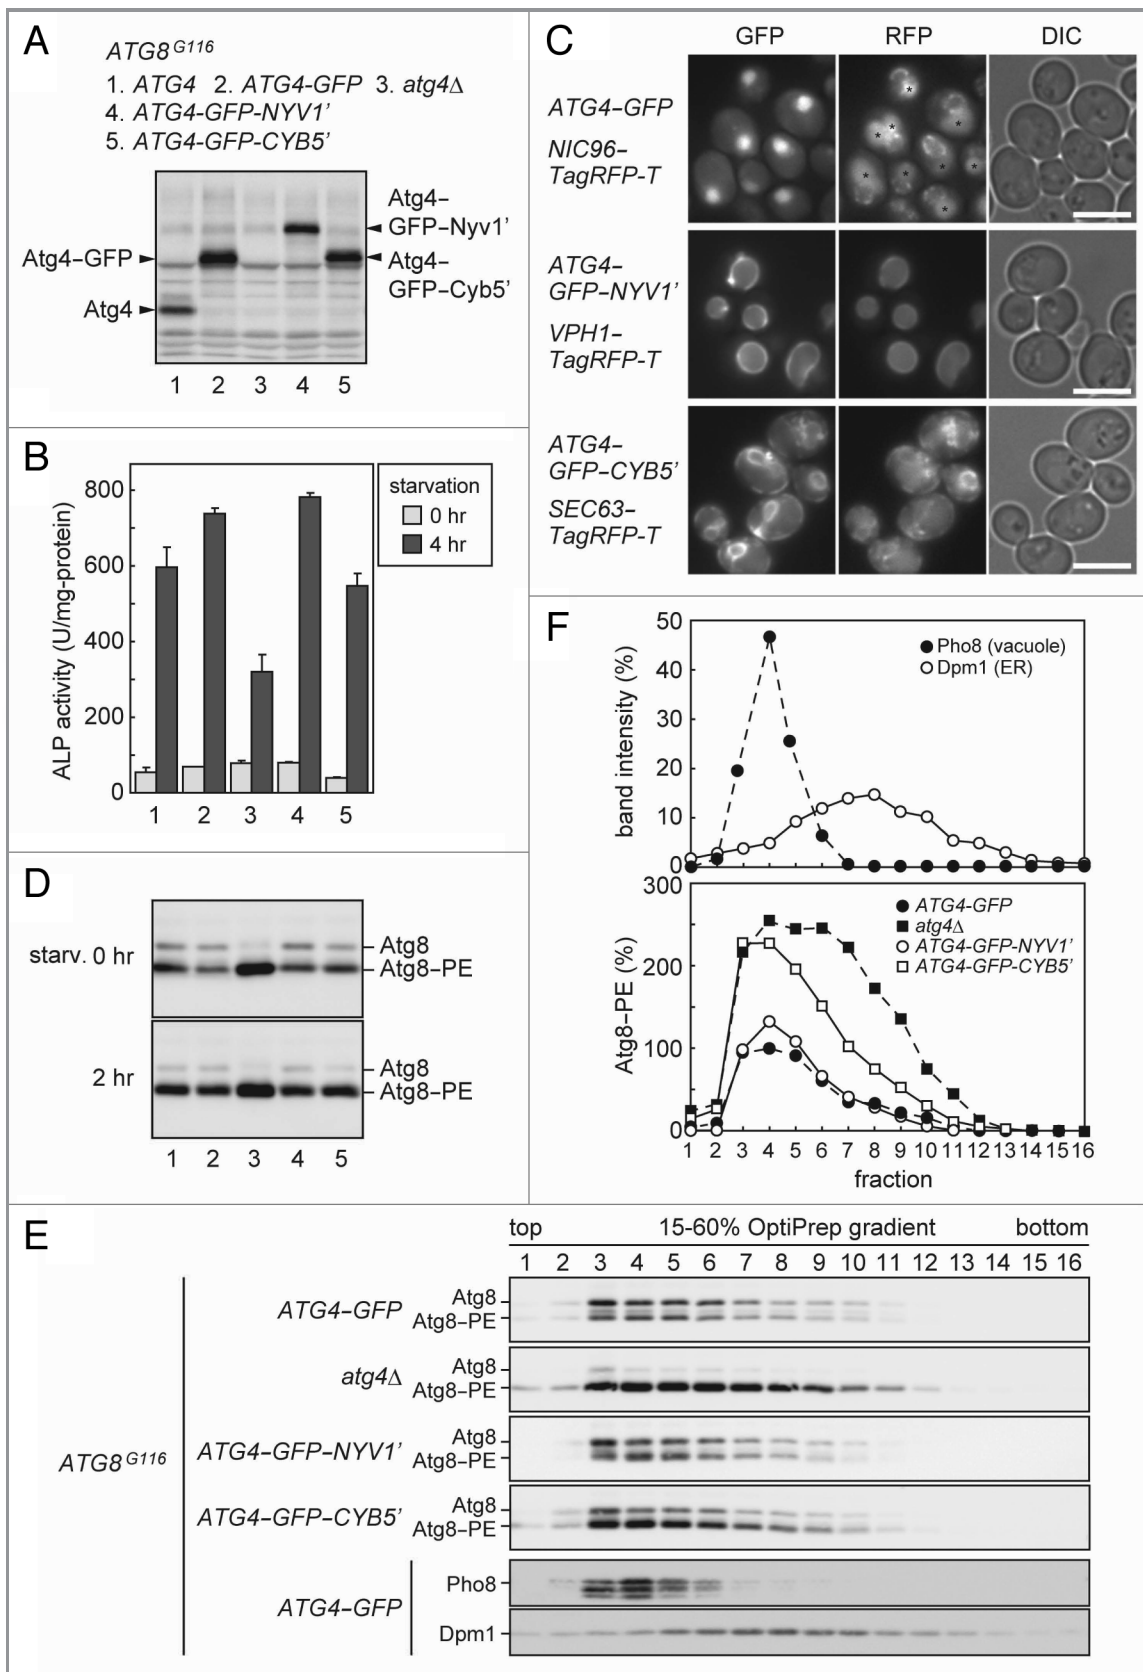 A
ATG8 G116
1. ATG4 2. ATG4-GFP 3. atg4Δ
4. ATG4-GFP-NYV1'
5. ATG4-GFP-CYB5'
Atg4–
GFP–Nyv1'
Atg4–GFP
Atg4–
GFP–Cyb5'
Atg4
1 2 3 4 5
B
ALP activity (U/mg-protein)
800
600
400
200
0
1 2 3 4 5
starvation
0 hr
4 hr
C
GFP RFP DIC
ATG4–GFP
NIC96–
TagRFP-T
ATG4–
GFP–NYV1'
VPH1–
TagRFP-T
ATG4–
GFP–CYB5'
SEC63–
TagRFP-T
D
starv. 0 hr
Atg8
Atg8–PE
2 hr
Atg8
Atg8–PE
1 2 3 4 5
F
band intensity (%)
50
40
30
20
10
0
Pho8 (vacuole)
Dpm1 (ER)
Atg8–PE (%)
300
200
100
0
ATG4-GFP
atg4Δ
ATG4-GFP-NYV1'
ATG4-GFP-CYB5'
1 2 3 4 5 6 7 8 9 10 11 12 13 14 15 16
fraction
E
top 15-60% OptiPrep gradient bottom
1 2 3 4 5 6 7 8 9 10 11 12 13 14 15 16
ATG8 G116
ATG4–GFP
Atg8
Atg8–PE
atg4Δ
Atg8
Atg8–PE
ATG4–GFP–NYV1'
Atg8
Atg8–PE
ATG4–GFP–CYB5'
Atg8
Atg8–PE
ATG4–GFP
Pho8
Dpm1